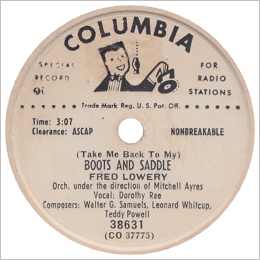 COLUMBIA
SPECIAL FOR
RECORD RADIO
STATIONS
Trade Mark Reg. U.S. Pat. Off.
Time: 3:07
Clearance: ASCAP NONBREAKABLE
(Take Me Back To My)
BOOTS AND SADDLE
FRED LOWERY
Orch. under the direction of Mitchell Ayres
Vocal: Dorothy Rae
Composers: Walter G. Samuels, Leonard Whitcup,
Teddy Powell
38631
(CO 37775)